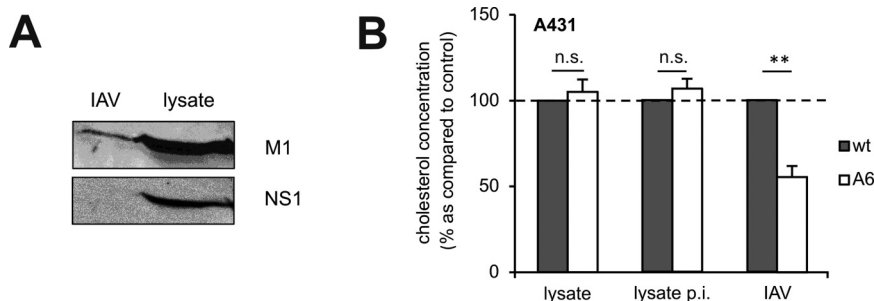 A
IAV lysate
M1
NS1
B
A431
cholesterol concentration
(% as compared to control)
150
100
50
0
n.s. n.s. **
wt
A6
lysate lysate p.i. IAV